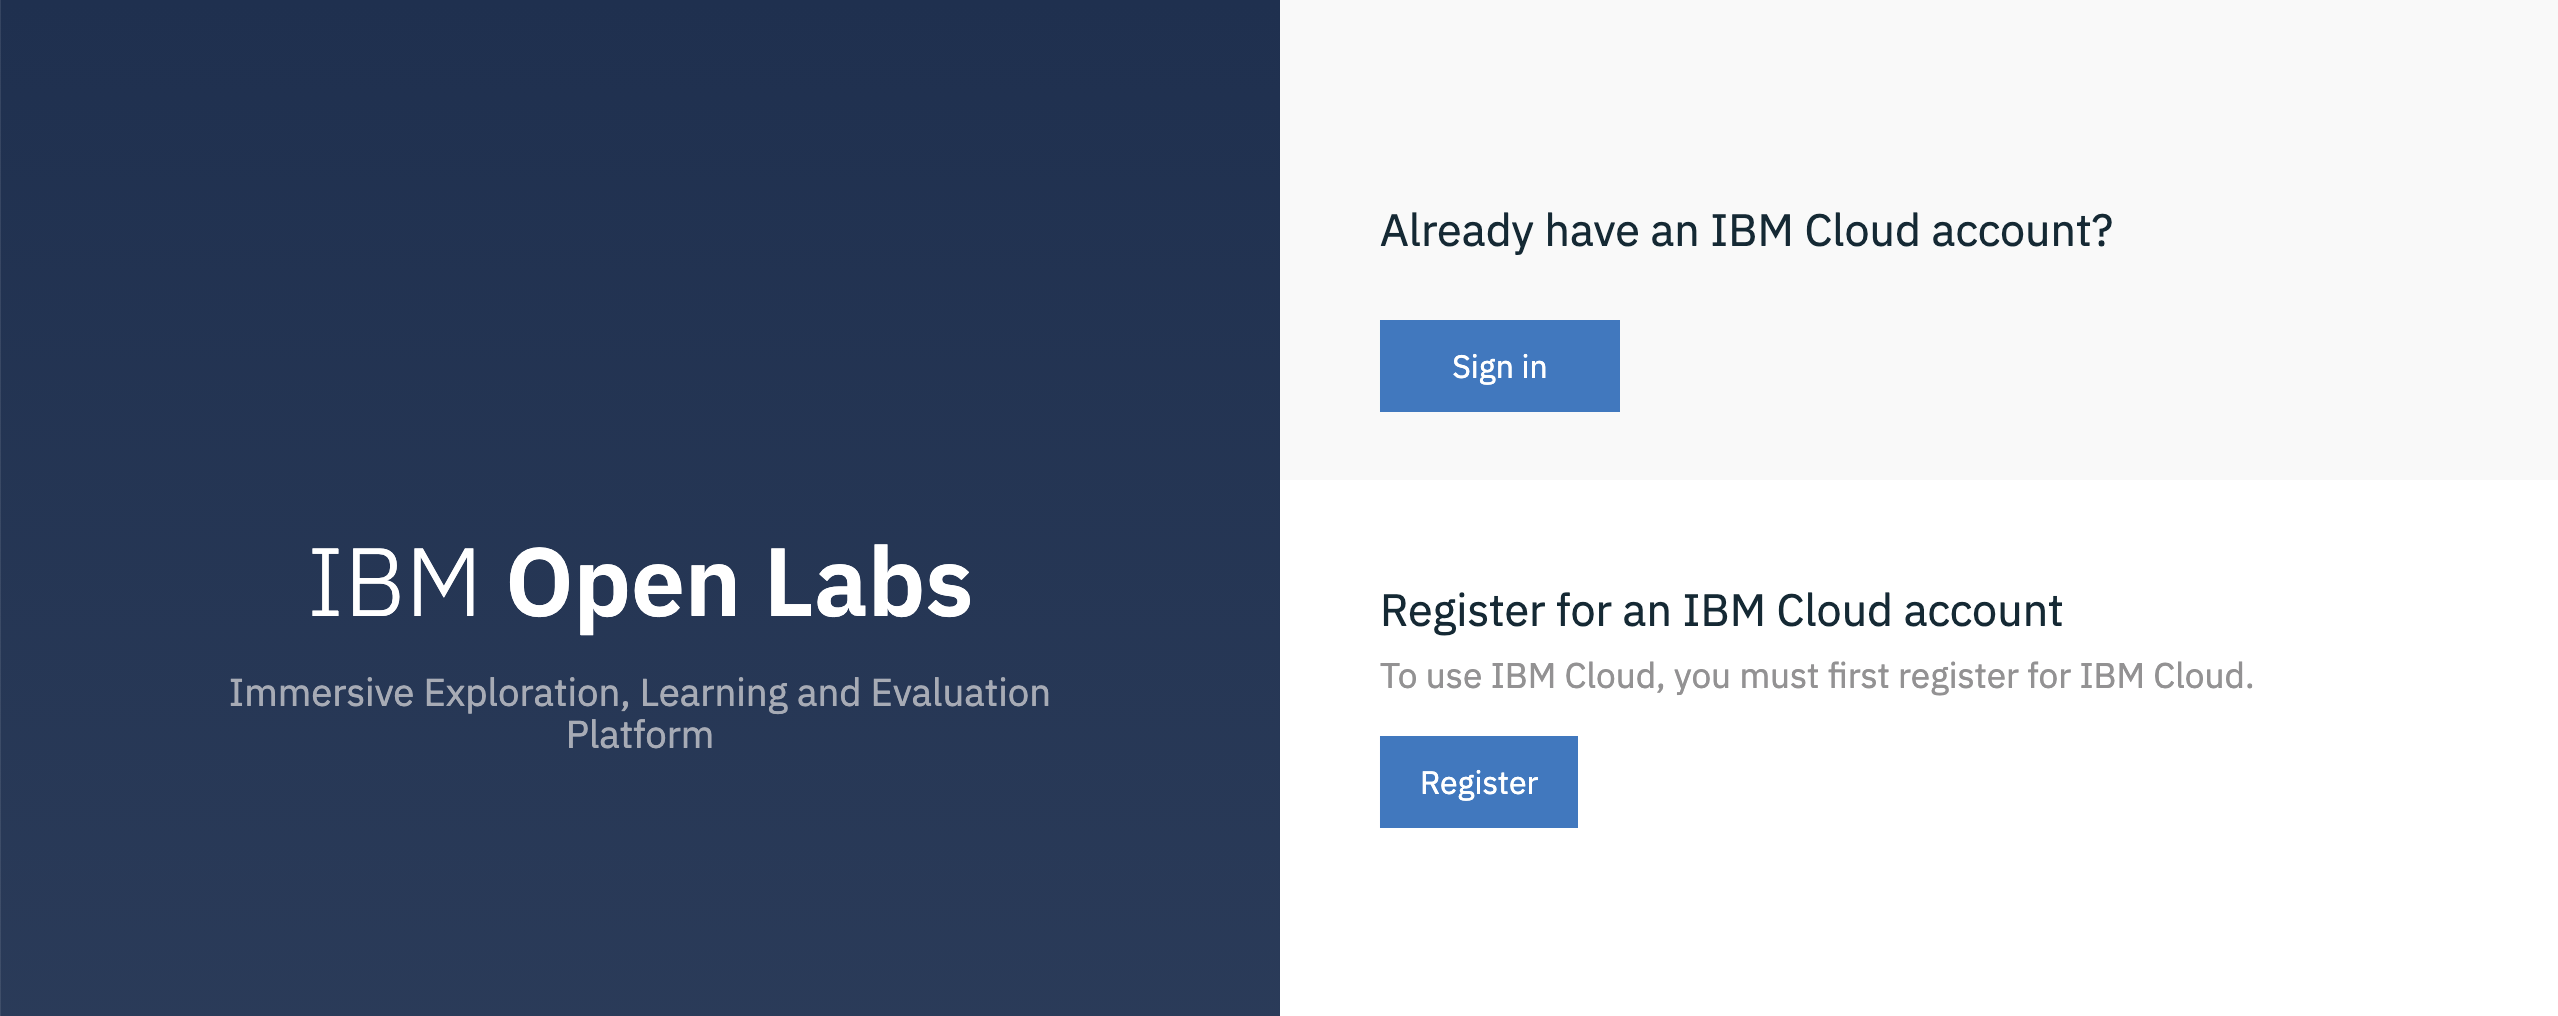 IBM Open Labs
Immersive Exploration, Learning and Evaluation
Platform
Already have an IBM Cloud account?
Sign in
Register for an IBM Cloud account
To use IBM Cloud, you must first register for IBM Cloud.
Register